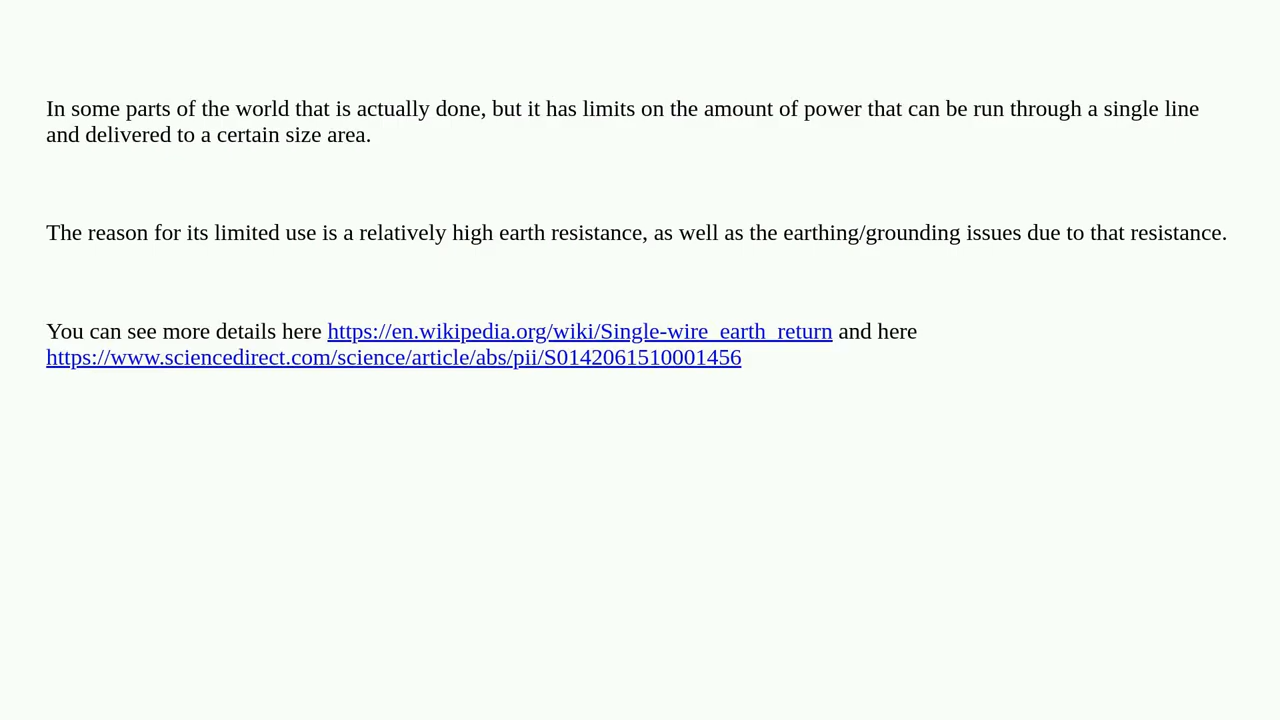 In some parts of the world that is actually done, but it has limits on the amount of power that can be run through a single line
and delivered to a certain size area.
The reason for its limited use is a relatively high earth resistance, as well as the earthing/grounding issues due to that resistance.
You can see more details here https://en.wikipedia.org/wiki/Single-wire_earth_return and here
https://www.sciencedirect.com/science/article/abs/pii/S0142061510001456